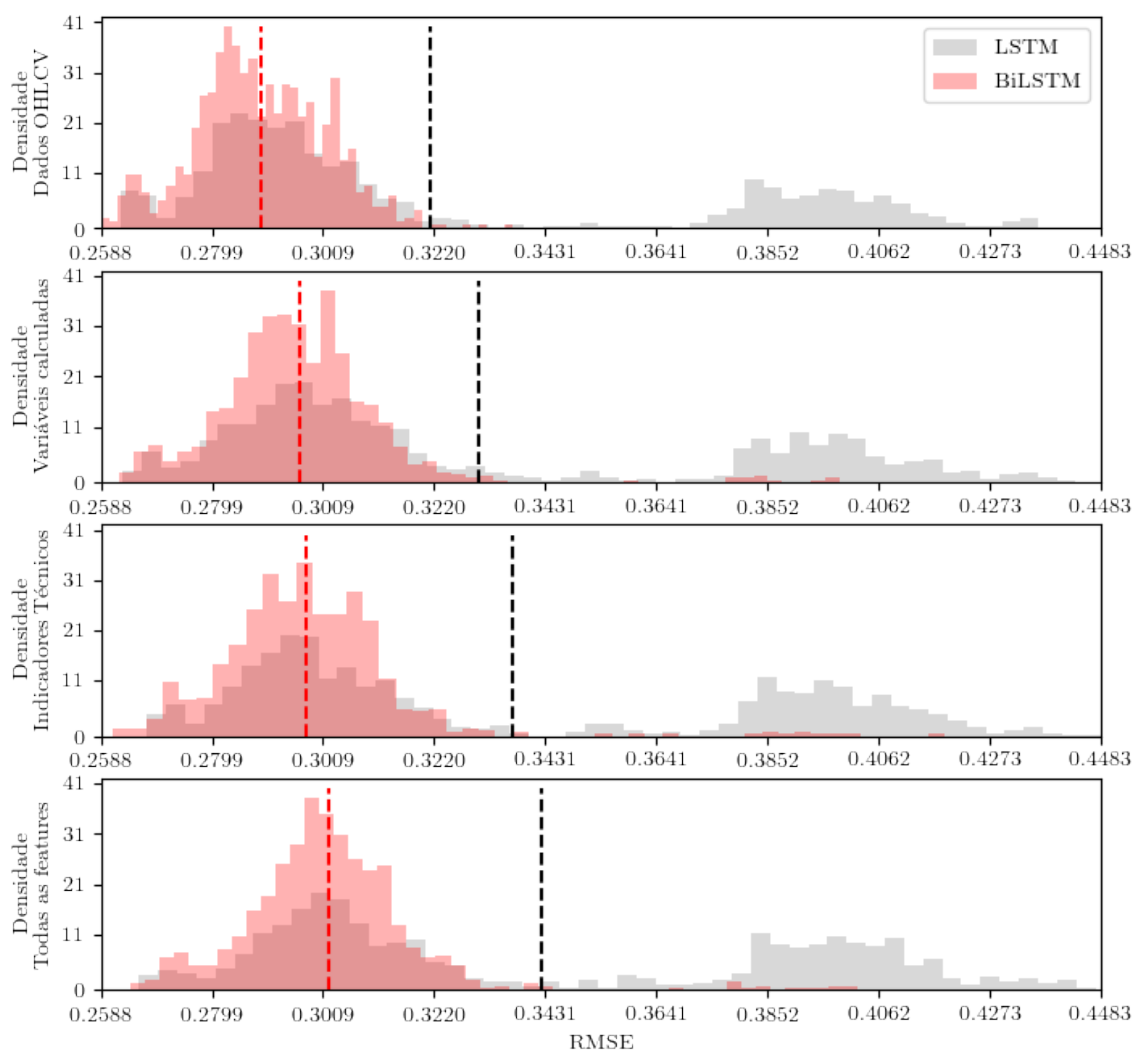 41
31
21
11
0
Densidade
Dados OHLCV
LSTM
BiLSTM
0.2588 0.2799 0.3009 0.3220 0.3431 0.3641 0.3852 0.4062 0.4273 0.4483
41
31
21
11
0
Densidade
Variáveis calculadas
0.2588 0.2799 0.3009 0.3220 0.3431 0.3641 0.3852 0.4062 0.4273 0.4483
41
31
21
11
0
Densidade
Indicadores Técnicos
0.2588 0.2799 0.3009 0.3220 0.3431 0.3641 0.3852 0.4062 0.4273 0.4483
41
31
21
11
0
Densidade
Todas as features
0.2588 0.2799 0.3009 0.3220 0.3431 0.3641 0.3852 0.4062 0.4273 0.4483
RMSE